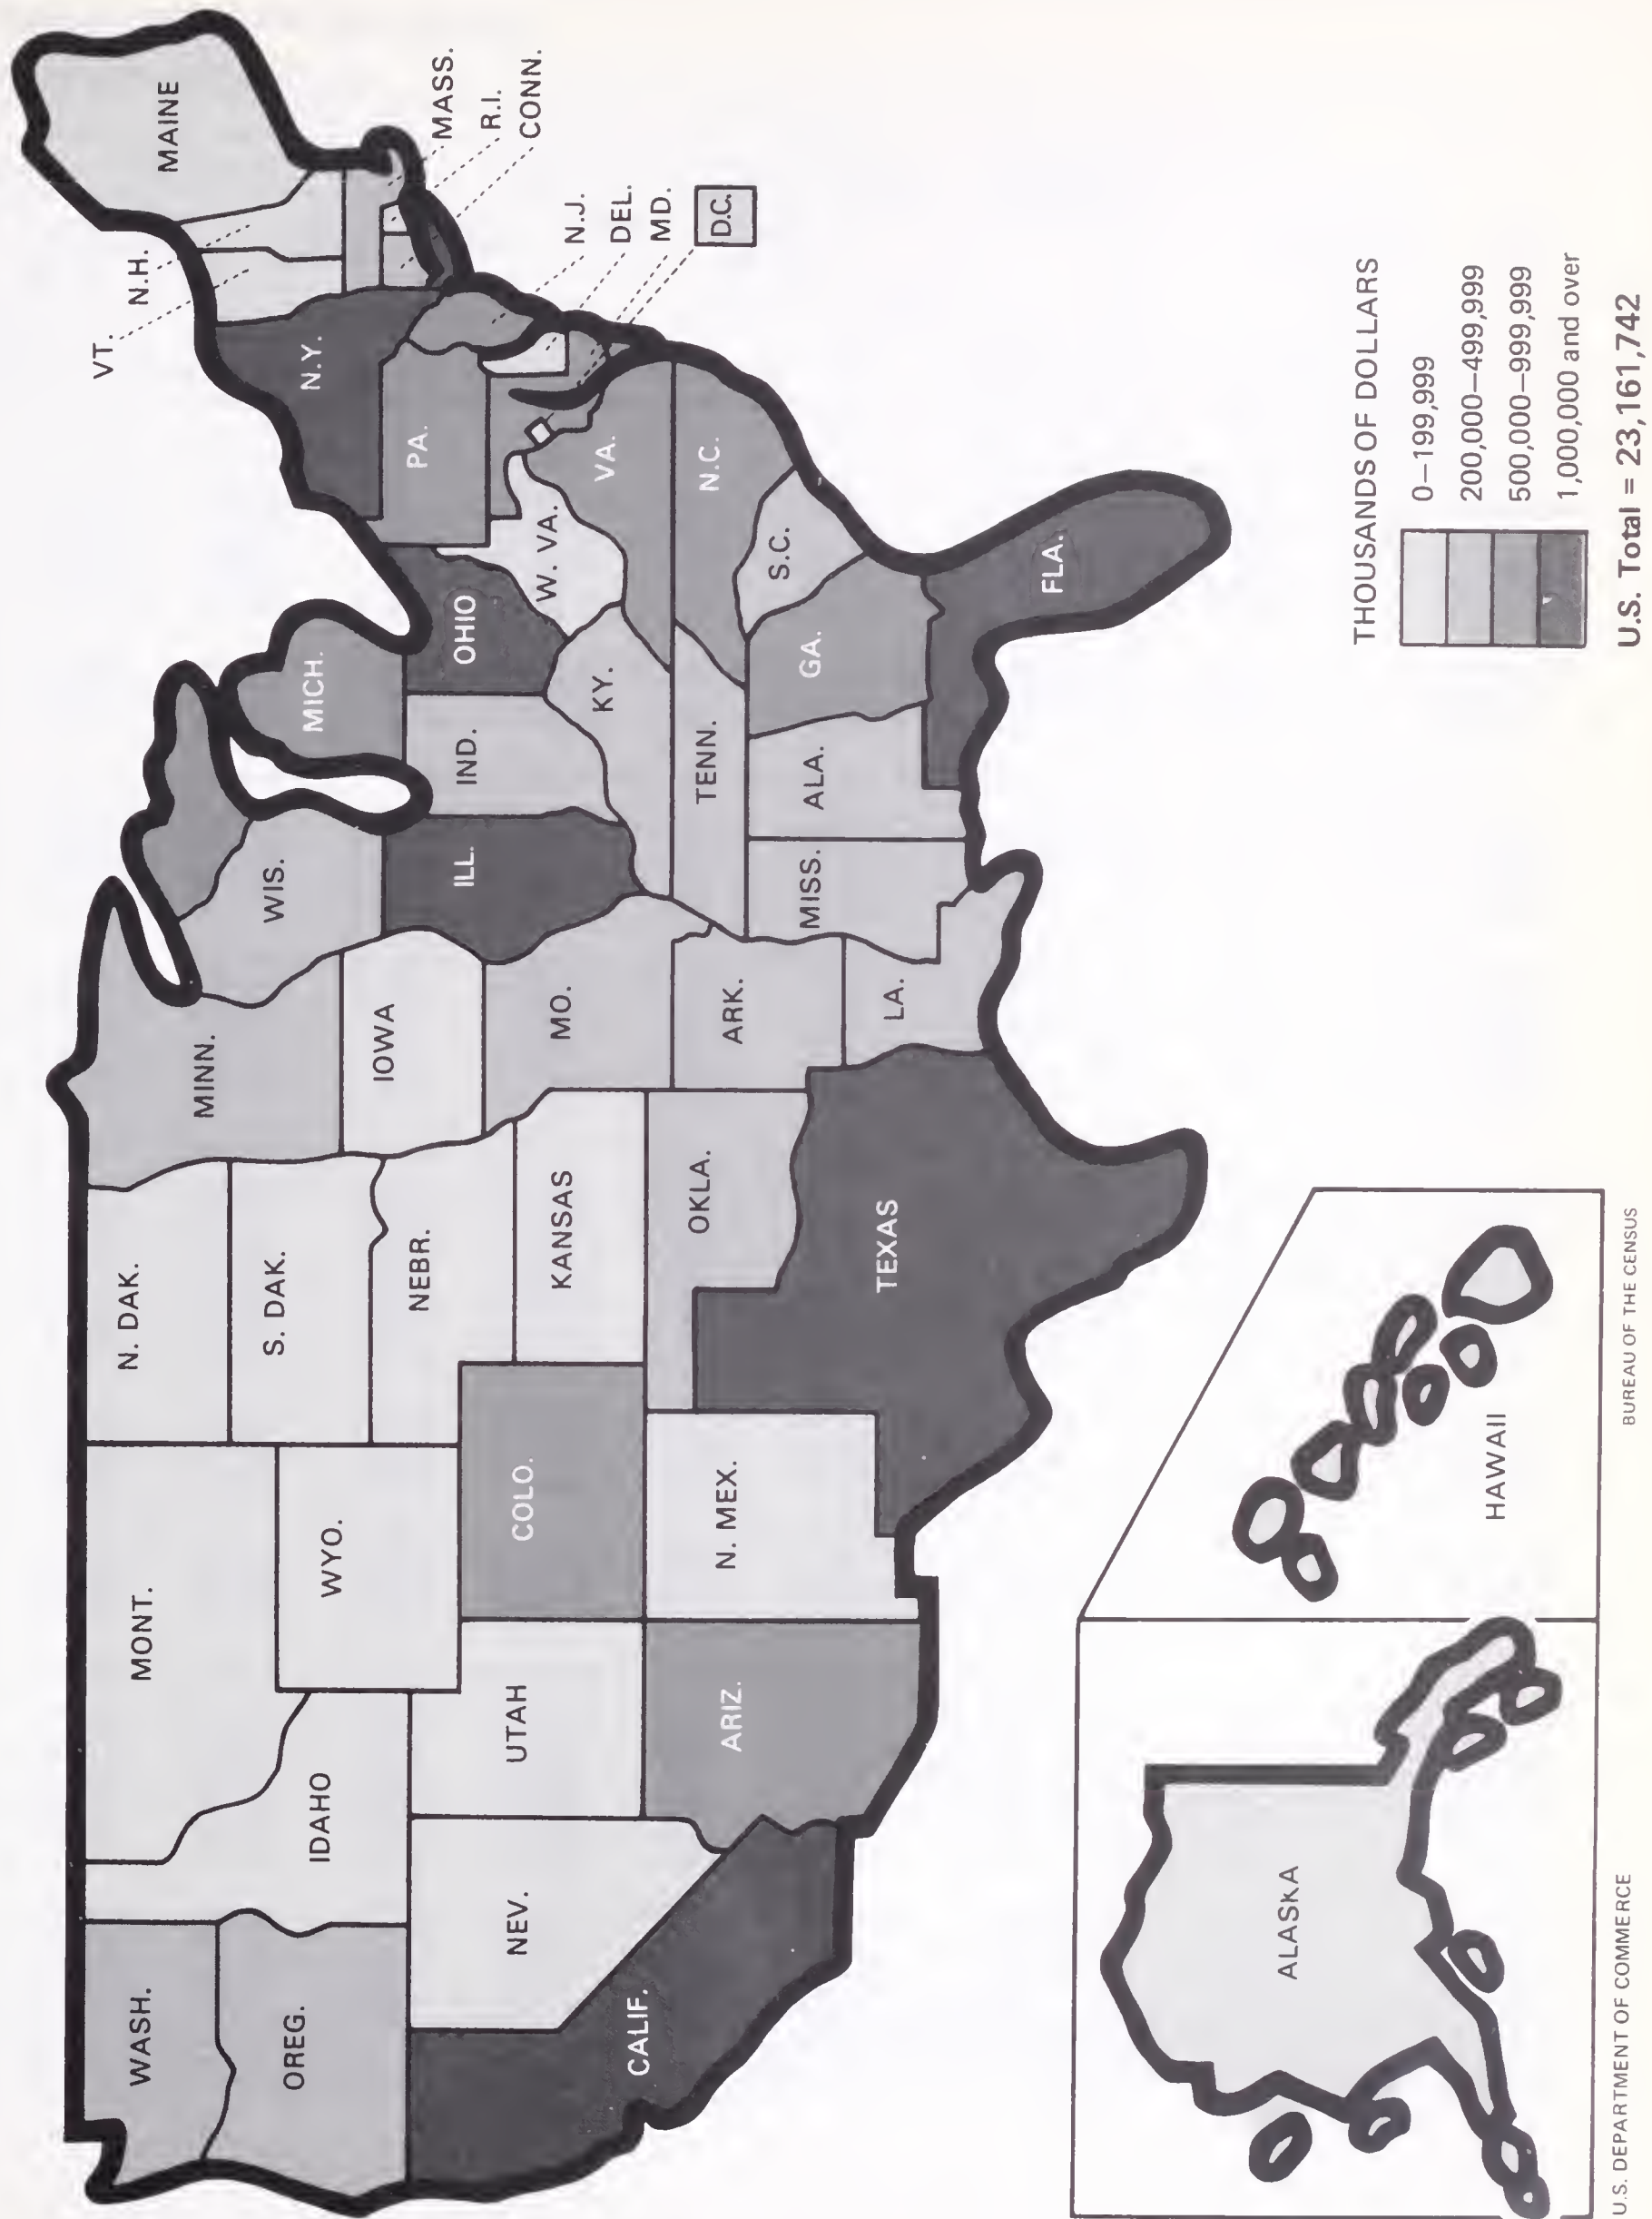 WASH.
OREG.
CALIF.
NEV.
IDAHO
MONT.
WYO.
UTAH
ARIZ.
COLO.
N. MEX.
N. DAK.
S. DAK.
NEBR.
KANSAS
OKLA.
TEXAS
MINN.
IOWA
MO.
ARK.
LA.
WIS.
ILL.
MISS.
MICH.
IND.
OHIO
KY.
TENN.
ALA.
GA.
FLA.
S.C.
N.C.
VA.
W. VA.
PA.
N.Y.
VT.
N.H.
MAINE
MASS.
R.I.
CONN.
N.J.
DEL.
MD.
D.C.
ALASKA
HAWAII
THOUSANDS OF DOLLARS
0–199,999
200,000–499,999
500,000–999,999
1,000,000 and over
U.S. Total = 23,161,742
U.S. DEPARTMENT OF COMMERCE
BUREAU OF THE CENSUS